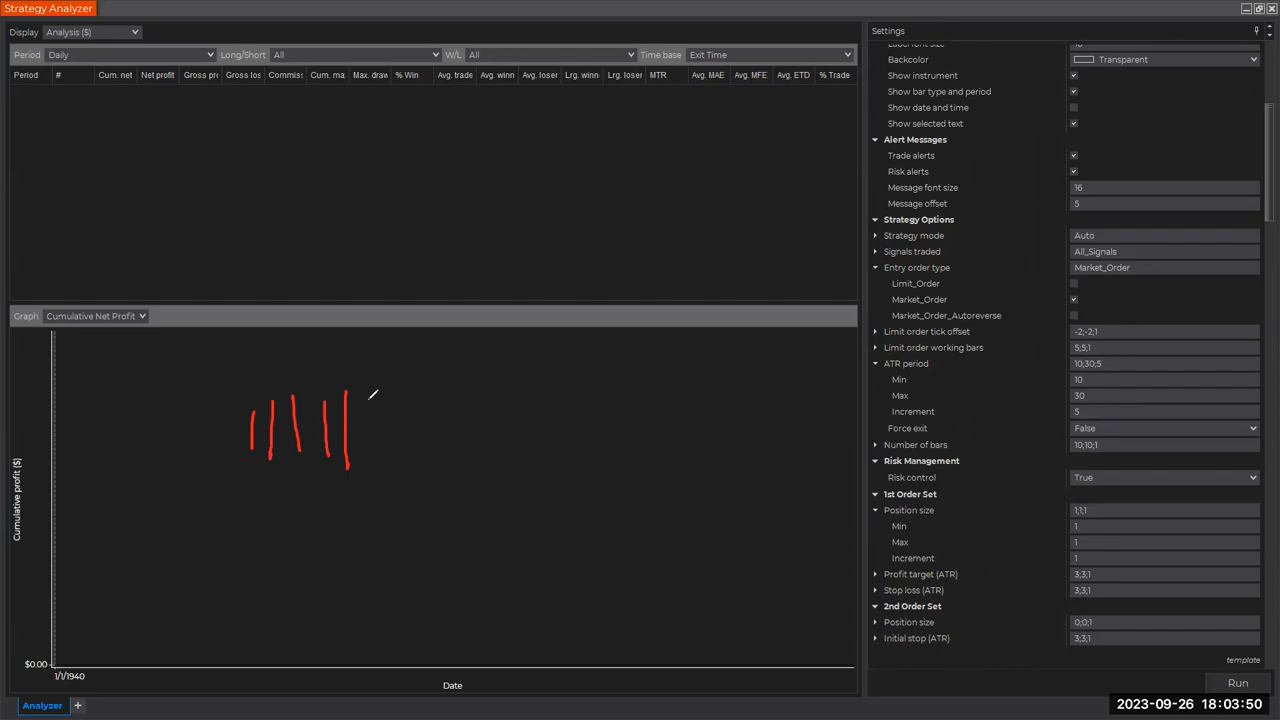 Strategy Analyzer
Display Analysis ($)
Period Daily Long/Short All W/L All Time base Exit Time
Period # Cum. net Net profit Gross pr Gross los Commis Cum. ma Max. draw % Win Avg. trade Avg. winn Avg. loser Lrg. winn Lrg. loser MTR Avg. MAE Avg. MFE Avg. ETD % Trade
Graph Cumulative Net Profit
Cumulative profit ($)
$0.00
1/1/1940
Date
Analyzer +
Settings
Backcolor Transparent
Show instrument
Show bar type and period
Show date and time
Show selected text
Alert Messages
Trade alerts
Risk alerts
Message font size 16
Message offset 5
Strategy Options
Strategy mode Auto
Signals traded All_Signals
Entry order type Market_Order
Limit_Order
Market_Order
Market_Order_Autoreverse
Limit order tick offset -2;-2;1
Limit order working bars 5;5;1
ATR period 10;30;5
Min 10
Max 30
Increment 5
Force exit False
Number of bars 10;10;1
Risk Management
Risk control True
1st Order Set
Position size 1;1;1
Min 1
Max 1
Increment 1
Profit target (ATR) 3;3;1
Stop loss (ATR) 3;3;1
2nd Order Set
Position size 0;0;1
Initial stop (ATR) 3;3;1
template
Run
2023-09-26 18:03:50